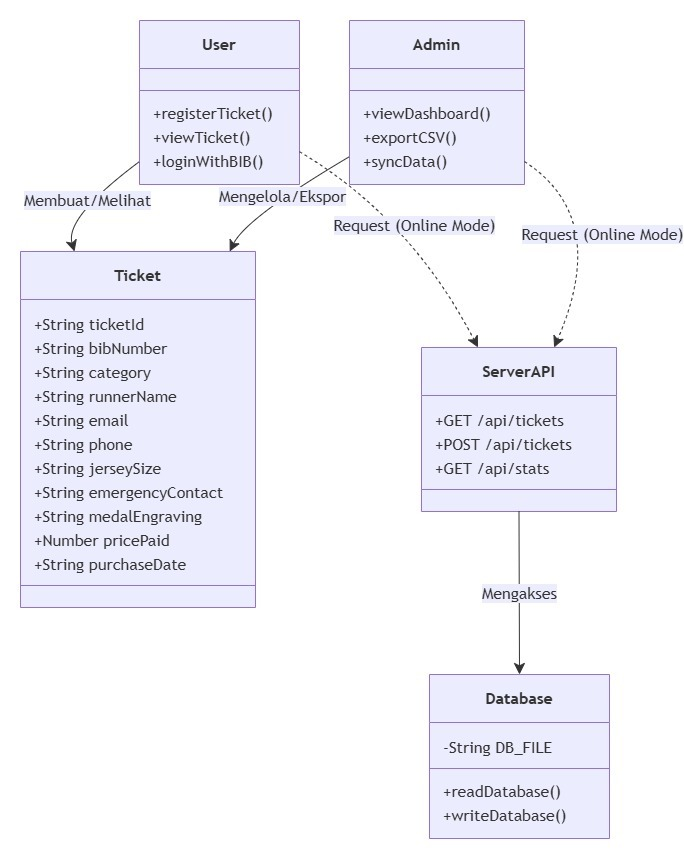 User
+registerTicket()
+viewTicket()
+loginWithBIB()
Admin
+viewDashboard()
+exportCSV()
+syncData()
Membuat/Melihat
Mengelola/Ekspor
Request (Online Mode)
Request (Online Mode)
Ticket
+String ticketId
+String bibNumber
+String category
+String runnerName
+String email
+String phone
+String jerseySize
+String emergencyContact
+String medalEngraving
+Number pricePaid
+String purchaseDate
ServerAPI
+GET /api/tickets
+POST /api/tickets
+GET /api/stats
Mengakses
Database
-String DB_FILE
+readDatabase()
+writeDatabase()